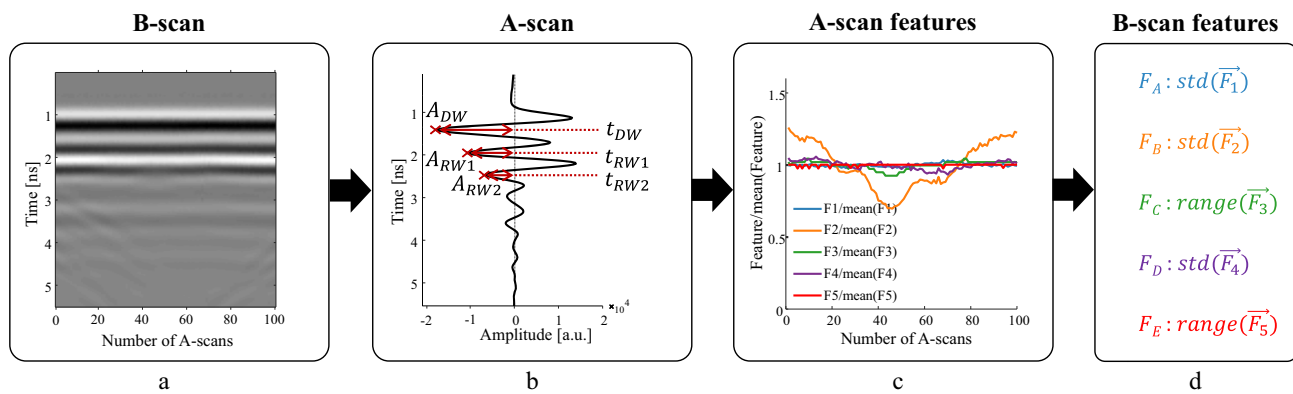 B-scan
A-scan
A-scan features
B-scan features
1
2
3
4
5
Time [ns]
0
20
40
60
80
100
Number of A-scans
a
1
2
3
4
5
Time [ns]
A_DW
A_RW1
A_RW2
t_DW
t_RW1
t_RW2
-2
-1
0
1
2
×10^4
Amplitude [a.u.]
b
1.5
1
0.5
0
Feature/mean(Feature)
F1/mean(F1)
F2/mean(F2)
F3/mean(F3)
F4/mean(F4)
F5/mean(F5)
0
20
40
60
80
100
Number of A-scans
c
F_A: std(F⃗_1)
F_B: std(F⃗_2)
F_C: range(F⃗_3)
F_D: std(F⃗_4)
F_E: range(F⃗_5)
d